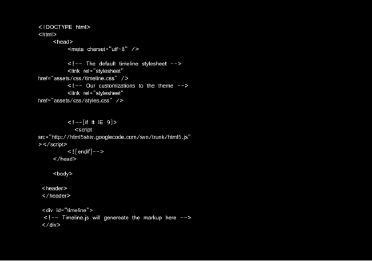 <!DOCTYPE html>
<html>
<head>
<meta charset="utf-8" />
<!-- The default timeline stylesheet -->
<link rel="stylesheet"
href="assets/css/timeline.css" />
<!-- Our customizations to the theme -->
<link rel="stylesheet"
href="assets/css/styles.css" />
<!--[if lt IE 9]>
<script
src="http://html5shiv.googlecode.com/svn/trunk/html5.js"
></script>
<![endif]-->
</head>
<body>
<header>
</header>
<div id="timeline">
<!-- Timeline.js will genereate the markup here -->
</div>